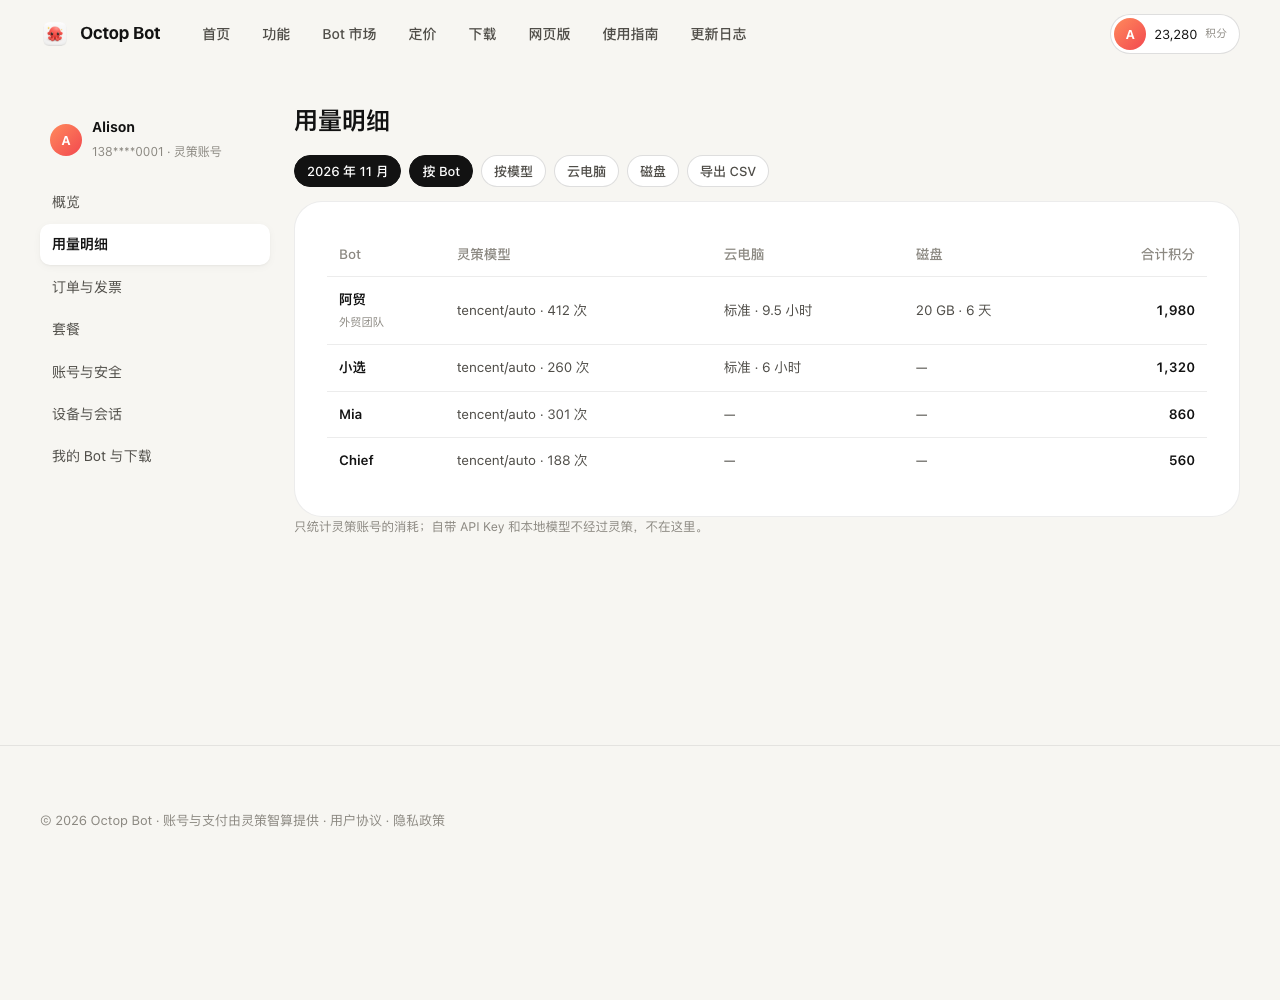 Octop Bot 首页 功能 Bot 市场 定价 下载 网页版 使用指南 更新日志 A 23,280 积分
A
Alison
138****0001 · 灵策账号
概览
用量明细
订单与发票
套餐
账号与安全
设备与会话
我的 Bot 与下载
用量明细
2026 年 11 月 按 Bot 按模型 云电脑 磁盘 导出 CSV
Bot 灵策模型 云电脑 磁盘 合计积分
阿贸
外贸团队
tencent/auto · 412 次 标准 · 9.5 小时 20 GB · 6 天 1,980
小选 tencent/auto · 260 次 标准 · 6 小时 — 1,320
Mia tencent/auto · 301 次 — — 860
Chief tencent/auto · 188 次 — — 560
只统计灵策账号的消耗；自带 API Key 和本地模型不经过灵策，不在这里。
© 2026 Octop Bot · 账号与支付由灵策智算提供 · 用户协议 · 隐私政策